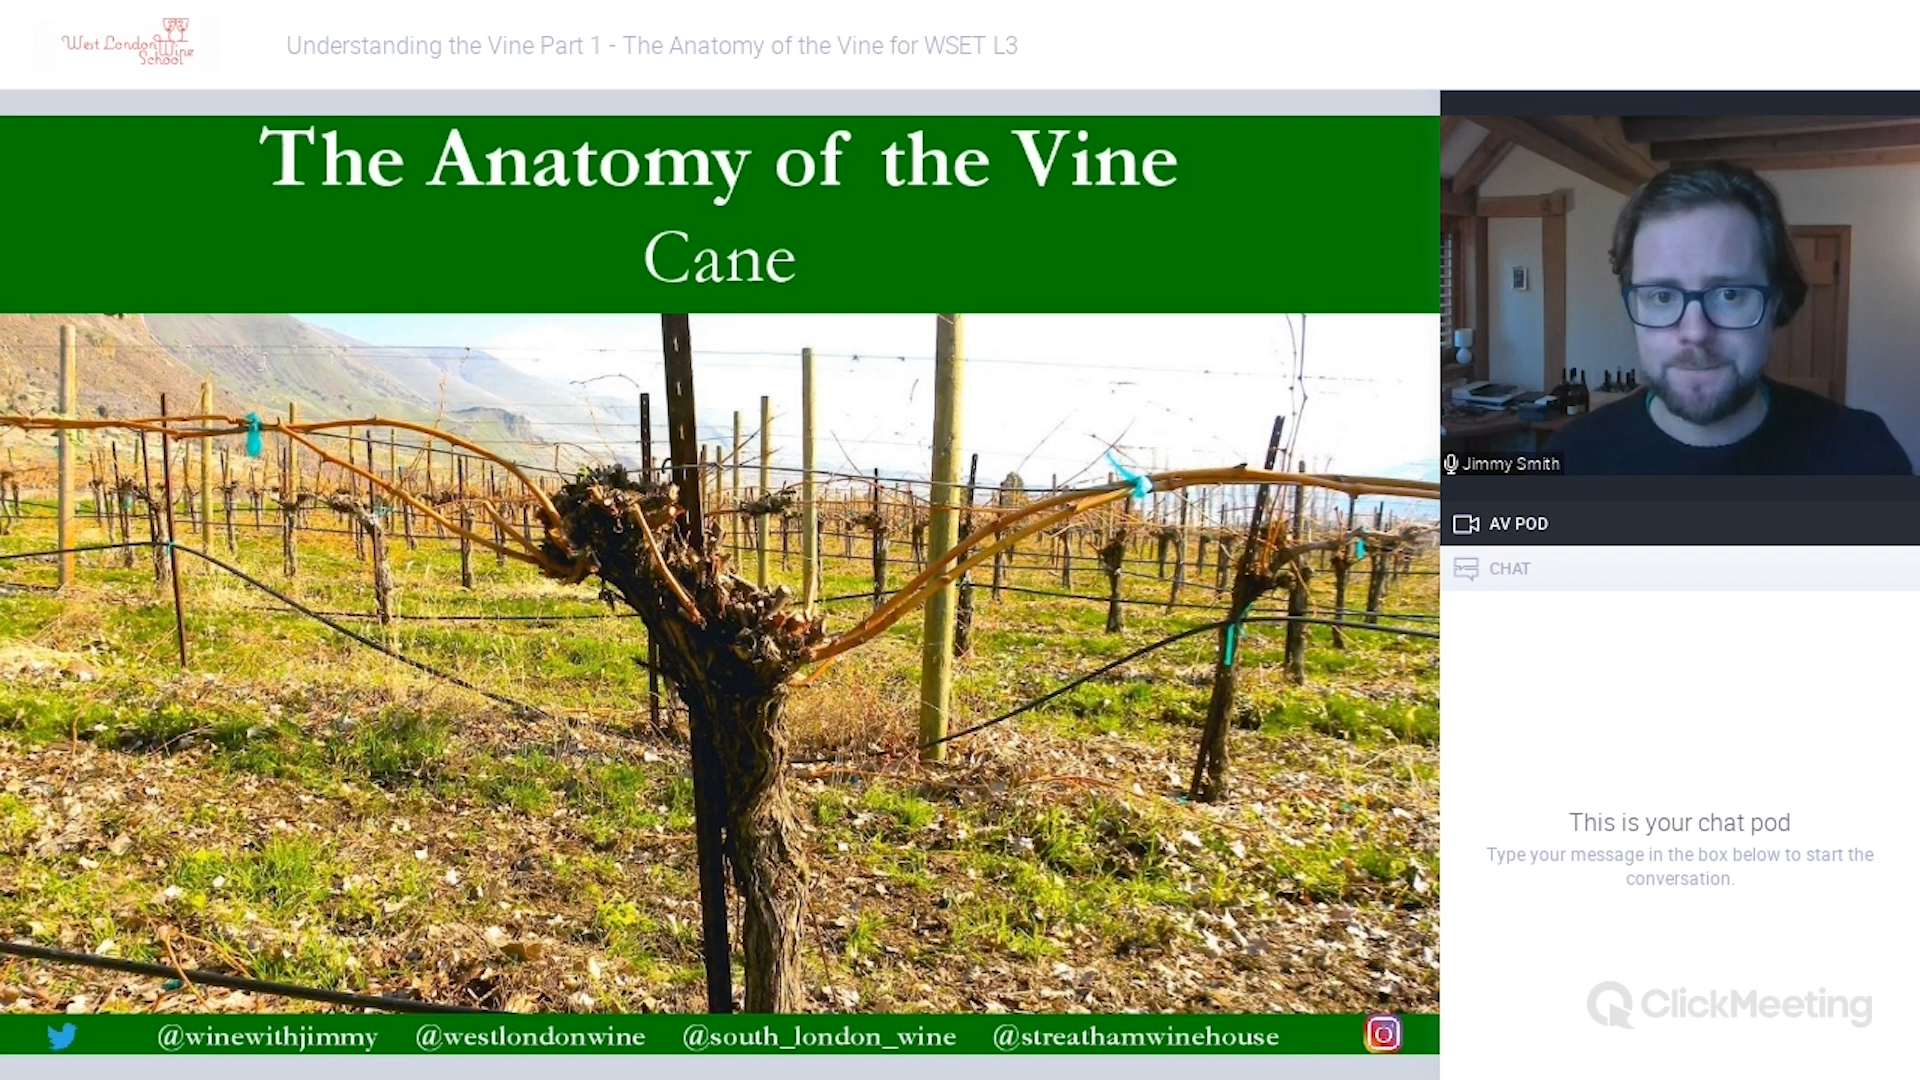 West London Wine School
Understanding the Vine Part 1 - The Anatomy of the Vine for WSET L3
The Anatomy of the Vine
Cane
Jimmy Smith
AV POD
CHAT
This is your chat pod
Type your message in the box below to start the
conversation.
ClickMeeting
@winewithjimmy @westlondonwine @south_london_wine @streathamwinehouse